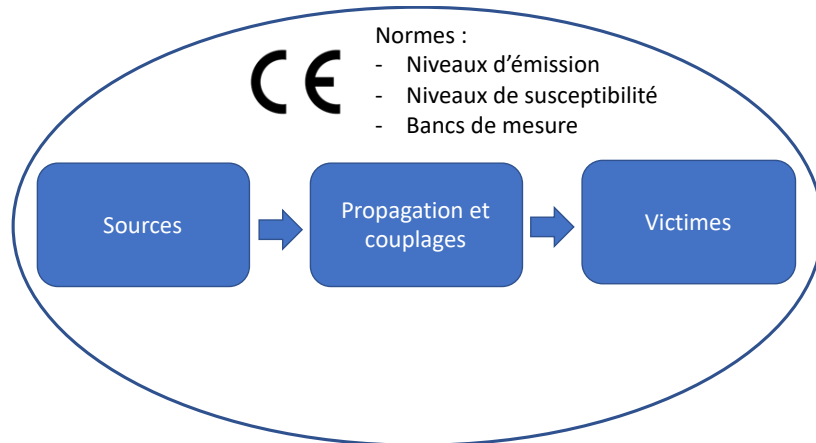 CE
Normes :
- Niveaux d’émission
- Niveaux de susceptibilité
- Bancs de mesure
Sources
Propagation et
couplages
Victimes